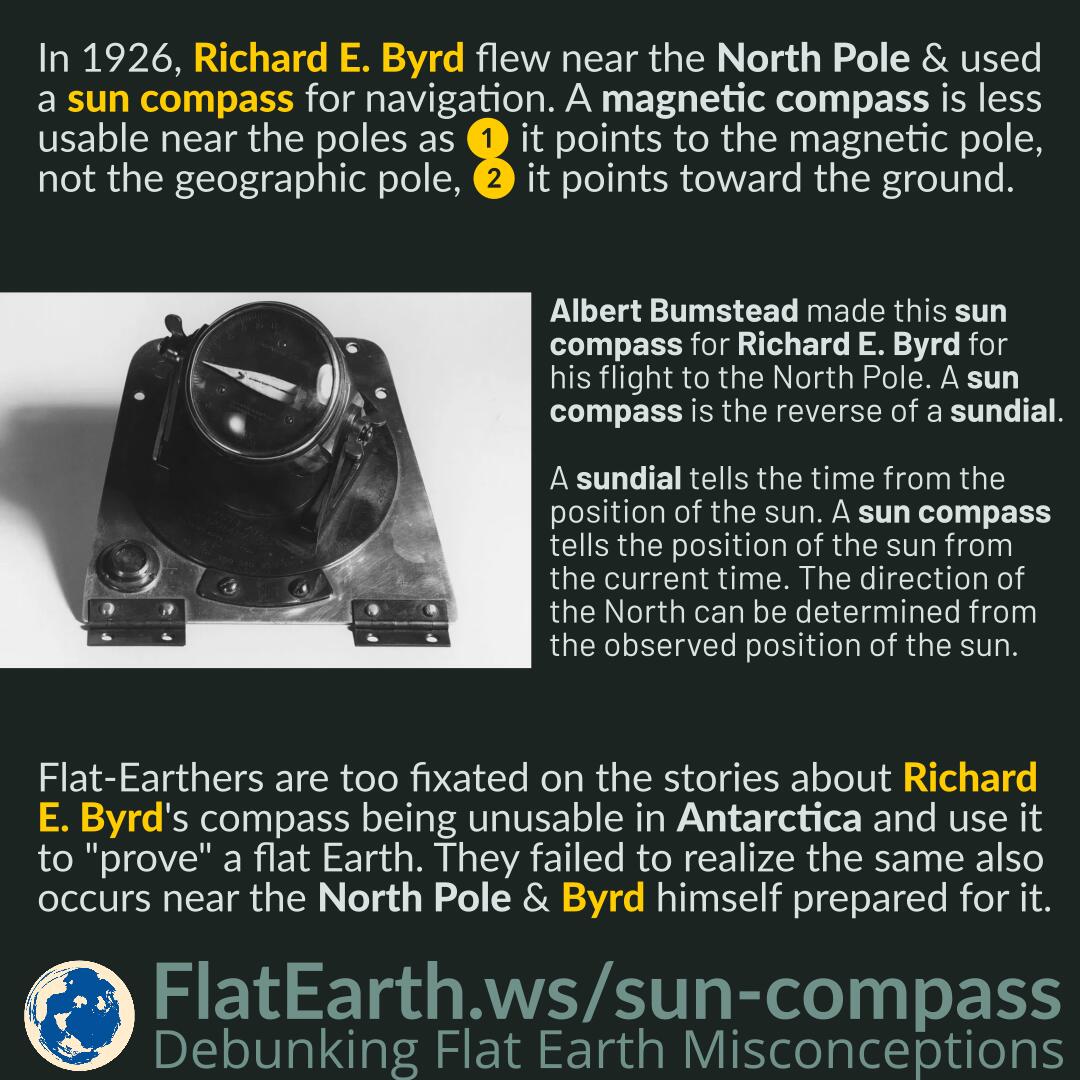 In 1926, Richard E. Byrd flew near the North Pole & used
a sun compass for navigation. A magnetic compass is less
usable near the poles as 1 it points to the magnetic pole,
not the geographic pole, 2 it points toward the ground.
Albert Bumstead made this sun
compass for Richard E. Byrd for
his flight to the North Pole. A sun
compass is the reverse of a sundial.
A sundial tells the time from the
position of the sun. A sun compass
tells the position of the sun from
the current time. The direction of
the North can be determined from
the observed position of the sun.
Flat-Earthers are too fixated on the stories about Richard
E. Byrd's compass being unusable in Antarctica and use it
to "prove" a flat Earth. They failed to realize the same also
occurs near the North Pole & Byrd himself prepared for it.
FlatEarth.ws/sun-compass
Debunking Flat Earth Misconceptions